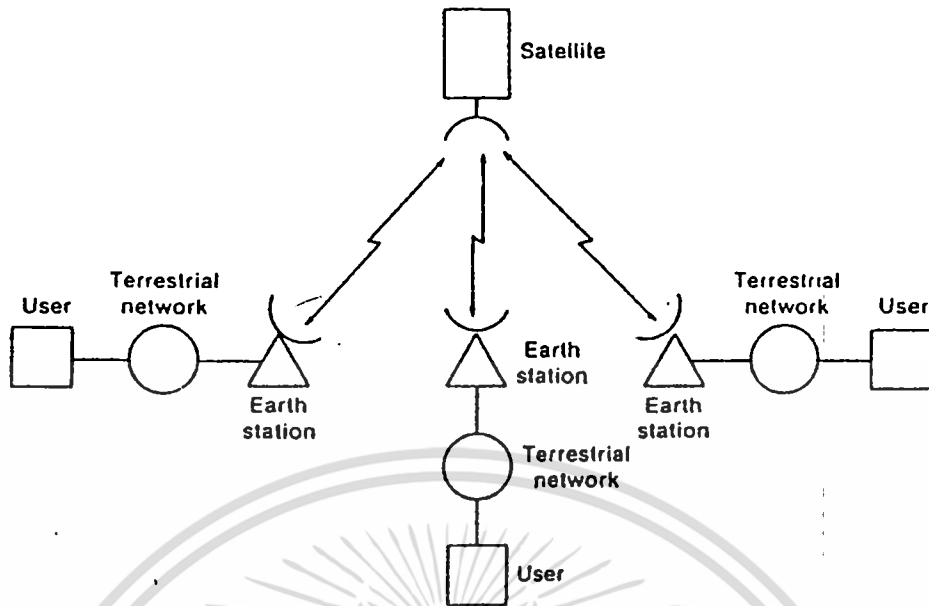 Satellite
User
Terrestrial
network
Earth
station
Earth
station
Terrestrial
network
User
Terrestrial
network
User
Earth
station